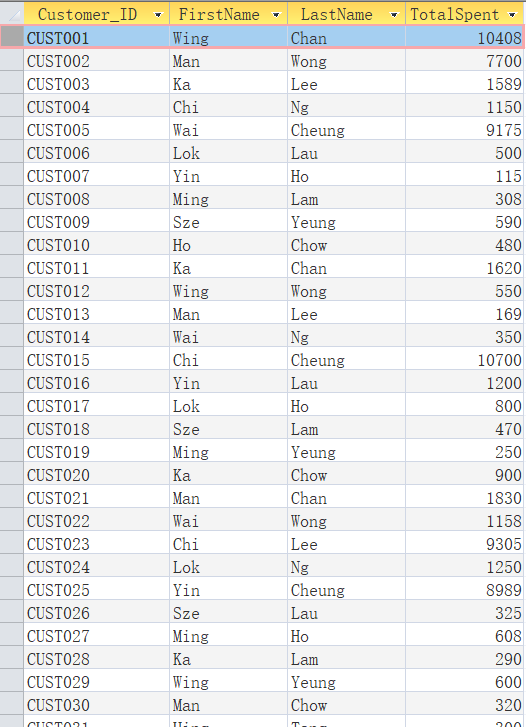 Customer_ID FirstName LastName TotalSpent
CUST001 Wing Chan 10408
CUST002 Man Wong 7700
CUST003 Ka Lee 1589
CUST004 Chi Ng 1150
CUST005 Wai Cheung 9175
CUST006 Lok Lau 500
CUST007 Yin Ho 115
CUST008 Ming Lam 308
CUST009 Sze Yeung 590
CUST010 Ho Chow 480
CUST011 Ka Chan 1620
CUST012 Wing Wong 550
CUST013 Man Lee 169
CUST014 Wai Ng 350
CUST015 Chi Cheung 10700
CUST016 Yin Lau 1200
CUST017 Lok Ho 800
CUST018 Sze Lam 470
CUST019 Ming Yeung 250
CUST020 Ka Chow 900
CUST021 Man Chan 1830
CUST022 Wai Wong 1158
CUST023 Chi Lee 9305
CUST024 Lok Ng 1250
CUST025 Yin Cheung 8989
CUST026 Sze Lau 325
CUST027 Ming Ho 608
CUST028 Ka Lam 290
CUST029 Wing Yeung 600
CUST030 Man Chow 320